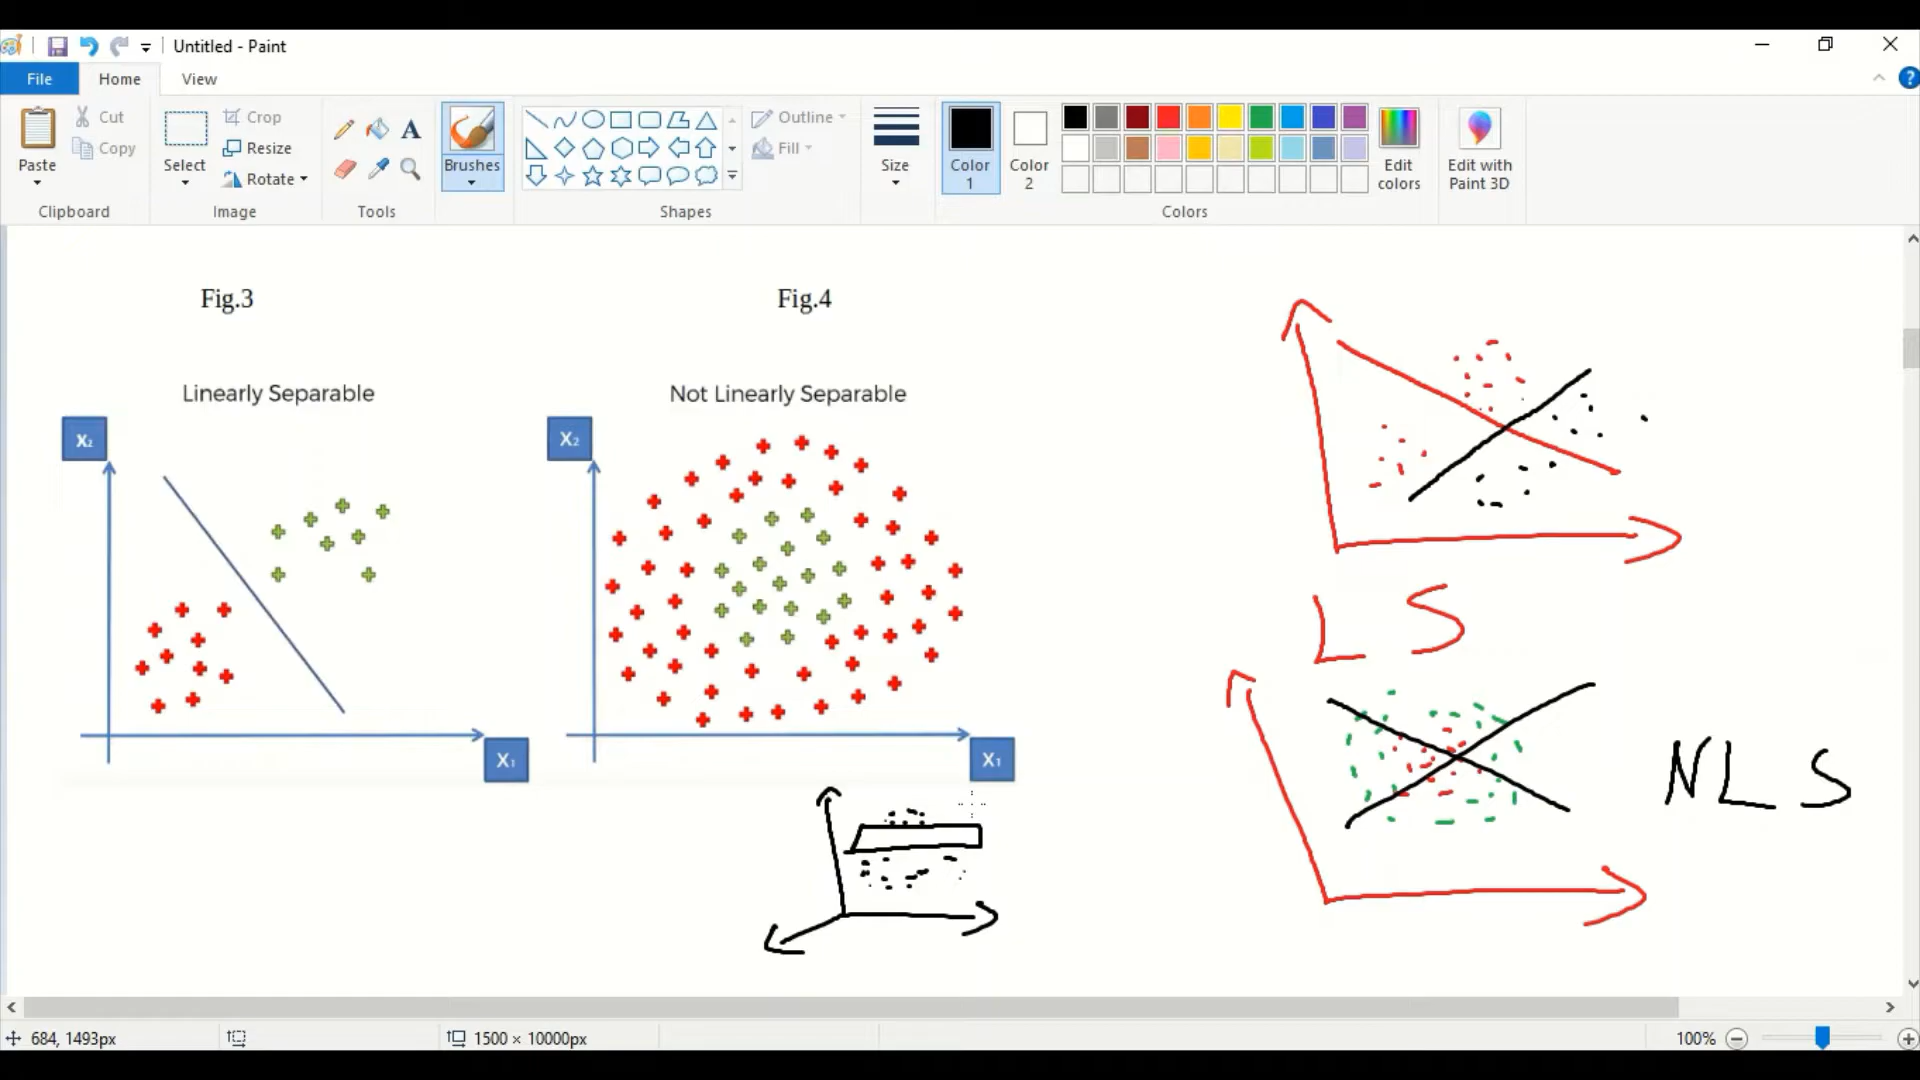 Untitled - Paint
File Home View
Paste
Cut
Copy
Clipboard
Select
Crop
Resize
Rotate
Image
A
Tools
Brushes
Outline
Fill
Shapes
Size
Color 1
Color 2
Edit colors
Colors
Edit with Paint 3D
Fig.3
Fig.4
Linearly Separable
Not Linearly Separable
X₂
X₁
X₂
X₁
L S
NLS
684, 1493px
1500 × 10000px
100%